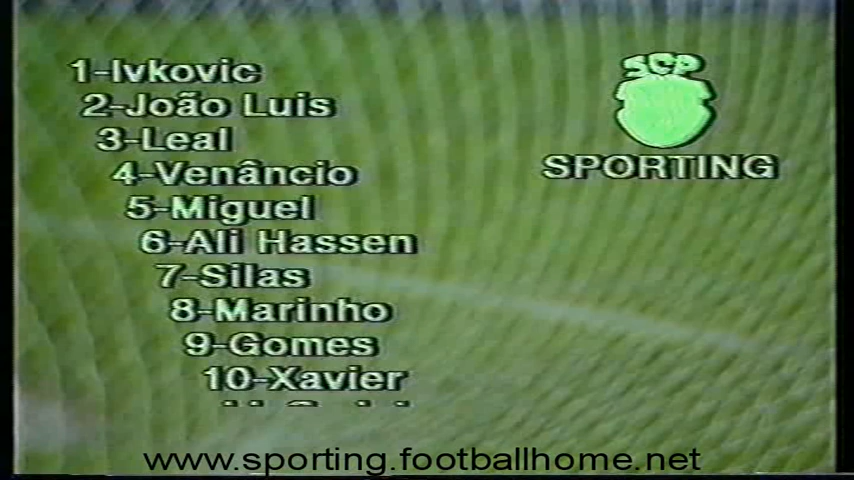 1-Ivkovic
2-João Luis
3-Leal
4-Venâncio
5-Miguel
6-Ali Hassen
7-Silas
8-Marinho
9-Gomes
10-Xavier
SCP
SPORTING
www.sporting.footballhome.net